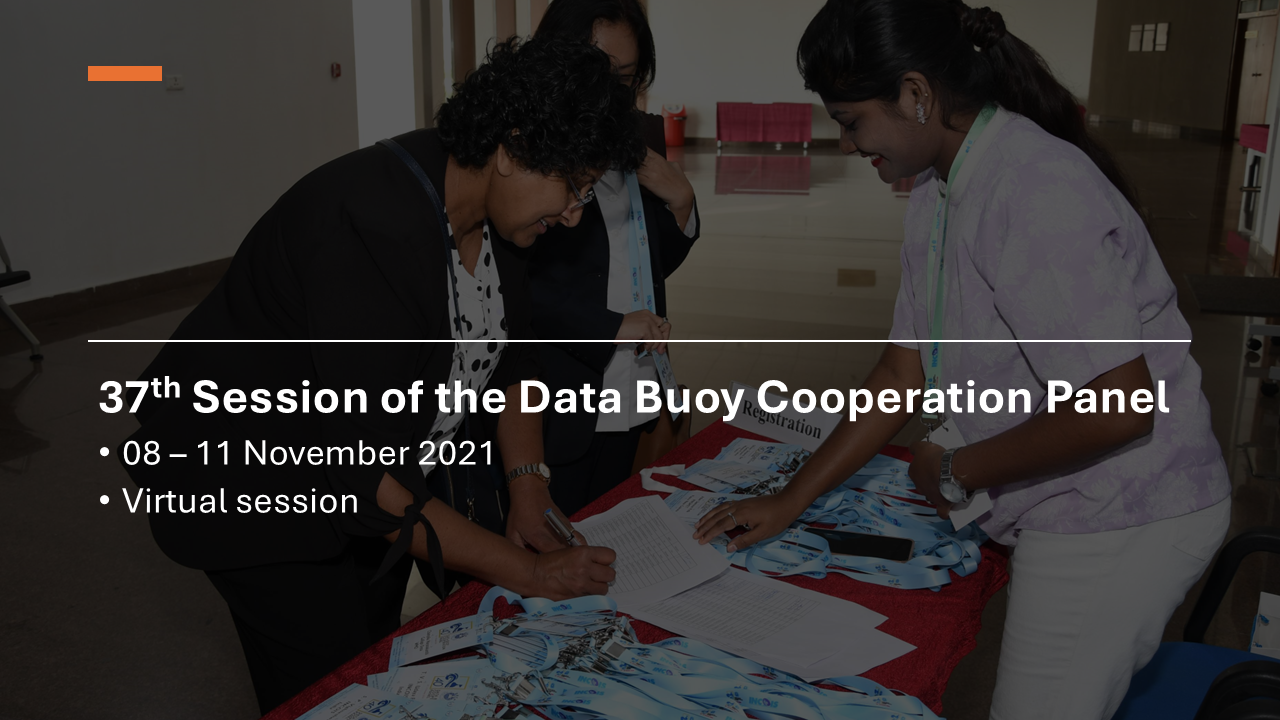 37th Session of the Data Buoy Cooperation Panel
• 08 – 11 November 2021
• Virtual session
Registration